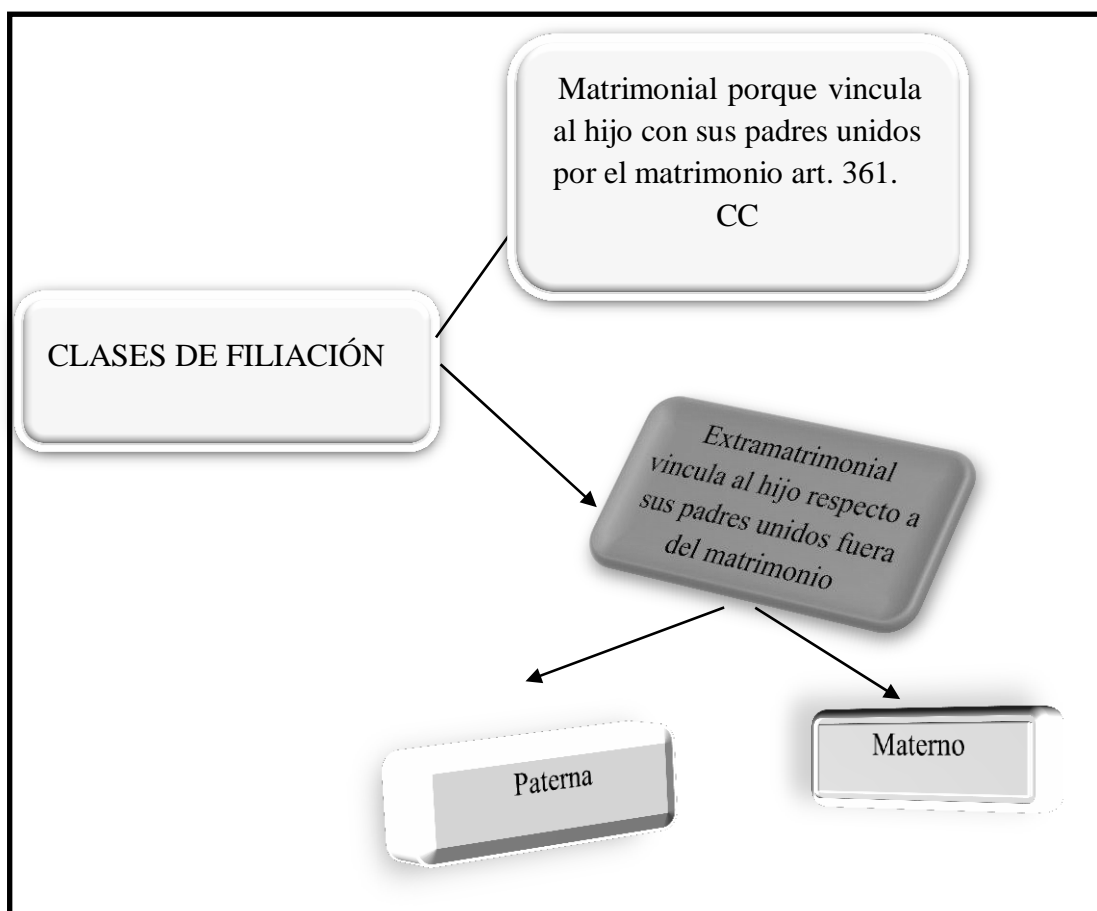 Matrimonial porque vincula
al hijo con sus padres unidos
por el matrimonio art. 361.
CC
CLASES DE FILIACIÓN
Extramatrimonial
vincula al hijo respecto a
sus padres unidos fuera
del matrimonio
Paterna
Materno